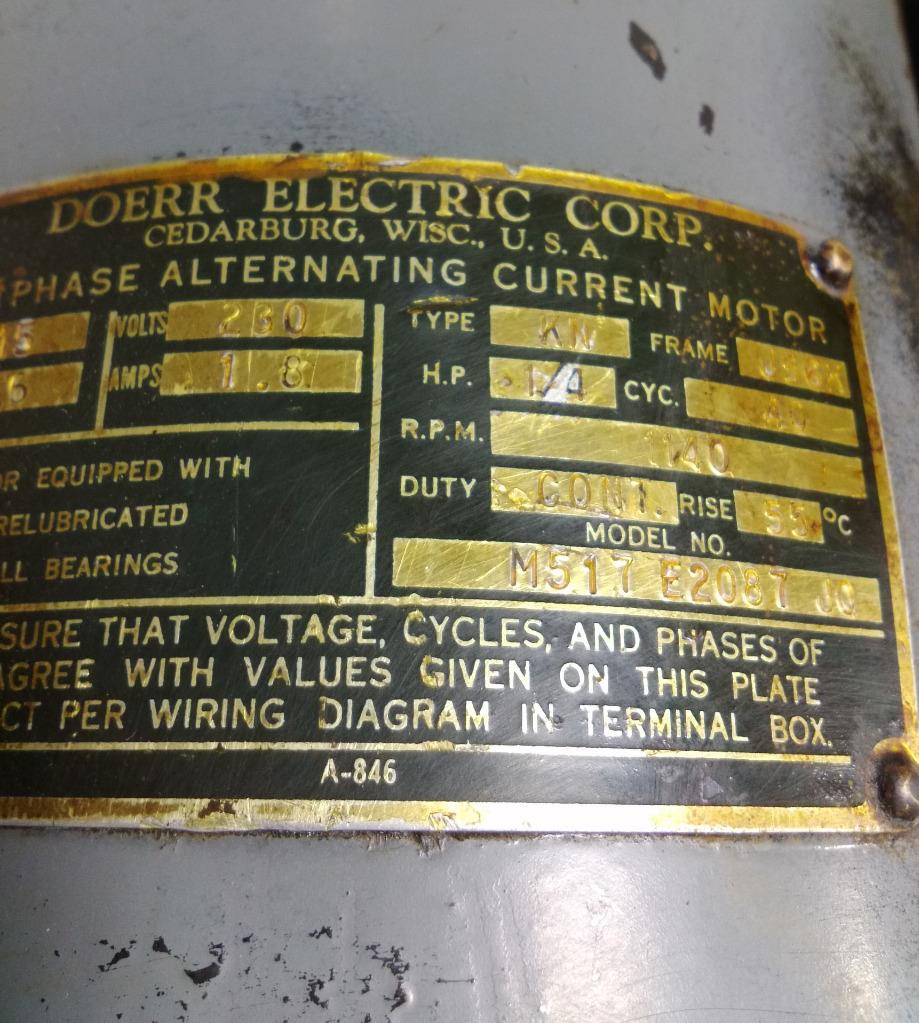 DOERR ELECTRIC CORP.
CEDARBURG, WISC., U. S. A.
PHASE ALTERNATING CURRENT MOTOR
VOLTS 230 TYPE KN FRAME
AMPS 1.8 H.P. 1/4 CYC.
R.P.M. 1140
OR EQUIPPED WITH DUTY CONT. RISE 55 °C
RELUBRICATED MODEL NO.
LL BEARINGS M517 E2087 JQ
SURE THAT VOLTAGE, CYCLES, AND PHASES OF
AGREE WITH VALUES GIVEN ON THIS PLATE
CT PER WIRING DIAGRAM IN TERMINAL BOX.
A-846